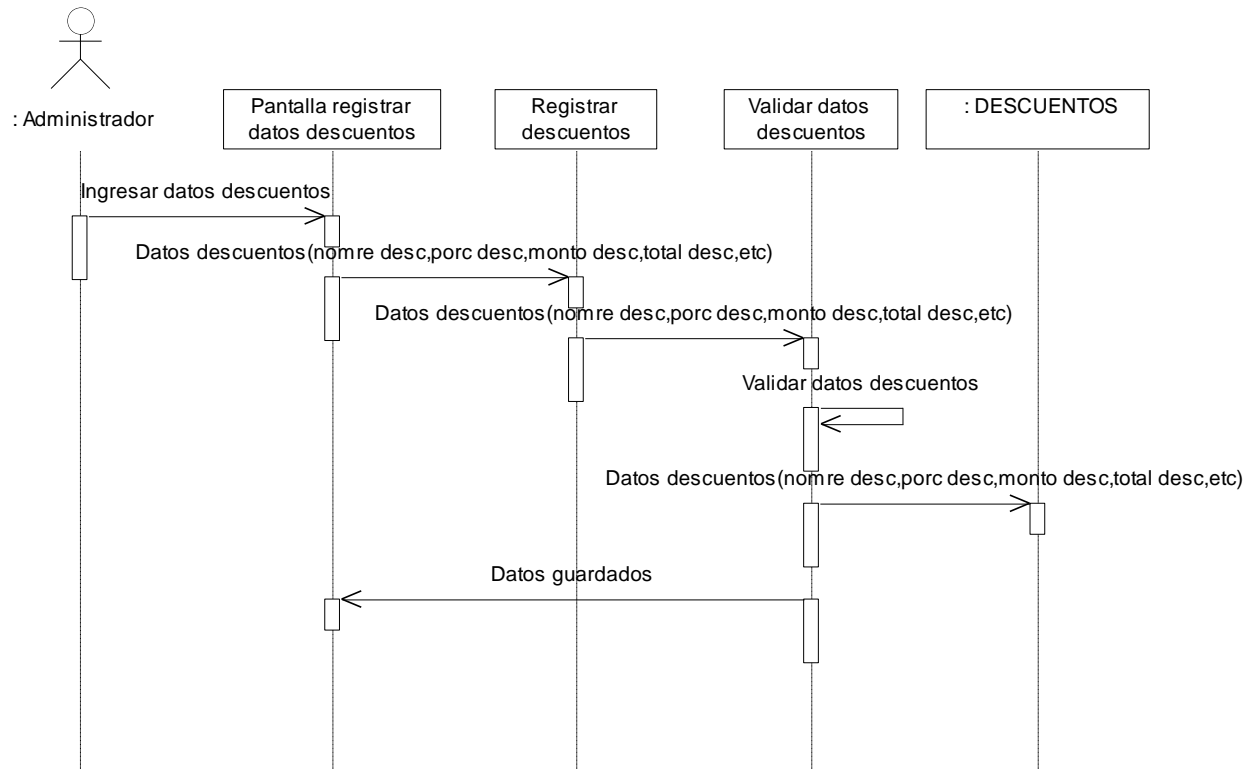 : Administrador
Pantalla registrar
datos descuentos
Registrar
descuentos
Validar datos
descuentos
: DESCUENTOS
Ingresar datos descuentos
Datos descuentos(nomre desc,porc desc,monto desc,total desc,etc)
Datos descuentos(nomre desc,porc desc,monto desc,total desc,etc)
Validar datos descuentos
Datos descuentos(nomre desc,porc desc,monto desc,total desc,etc)
Datos guardados